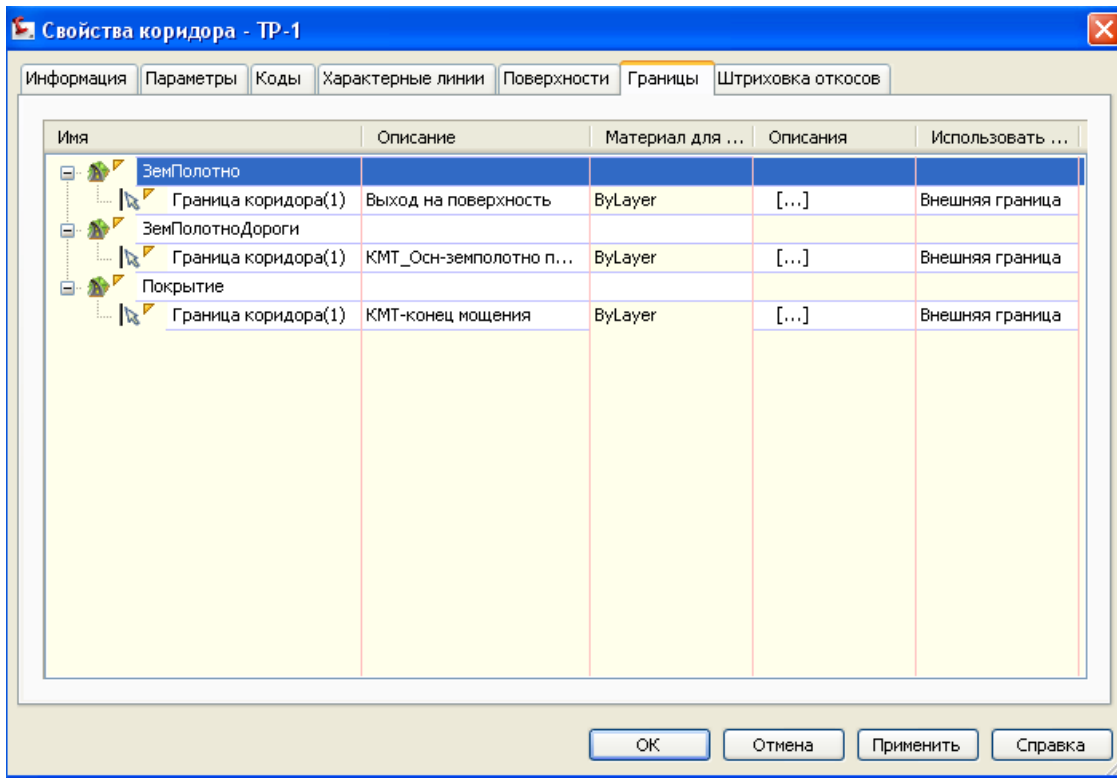 Свойства коридора - ТР-1
Информация Параметры Коды Характерные линии Поверхности Границы Штриховка откосов
Имя Описание Материал для ... Описания Использовать ...
ЗемПолотно
Граница коридора(1) Выход на поверхность ByLayer [...] Внешняя граница
ЗемПолотноДороги
Граница коридора(1) КМТ_Осн-земполотно п... ByLayer [...] Внешняя граница
Покрытие
Граница коридора(1) КМТ-конец мощения ByLayer [...] Внешняя граница
ОК Отмена Применить Справка